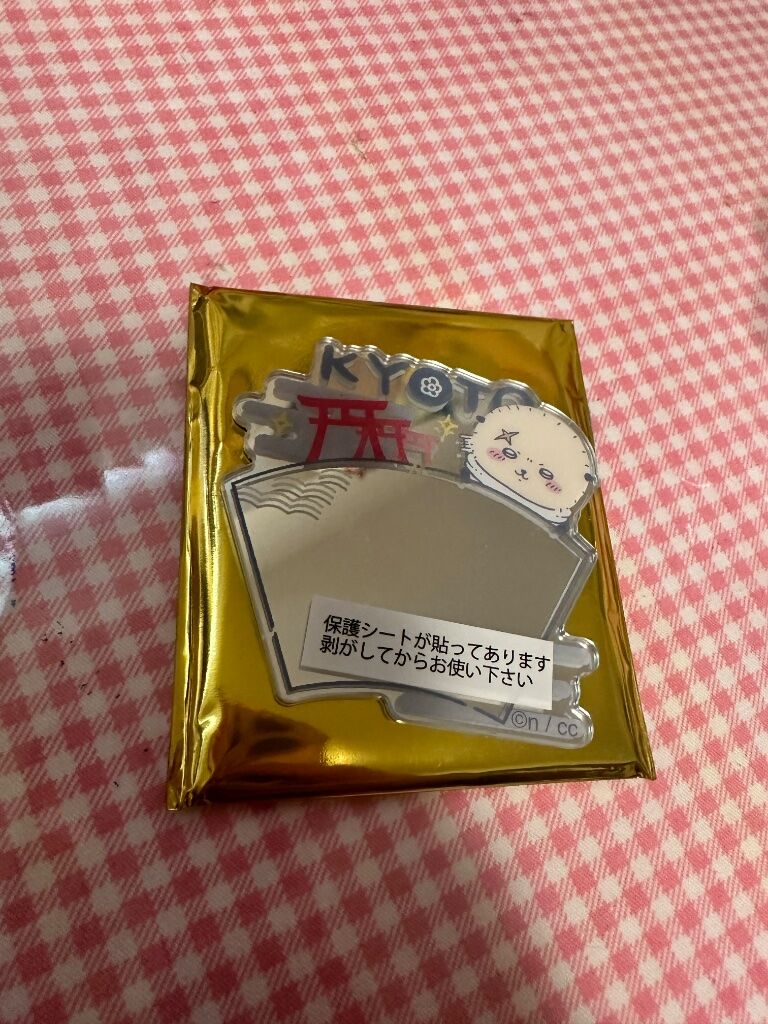 KYOTO
保護シートが貼ってあります
剥がしてからお使い下さい
©n / cc